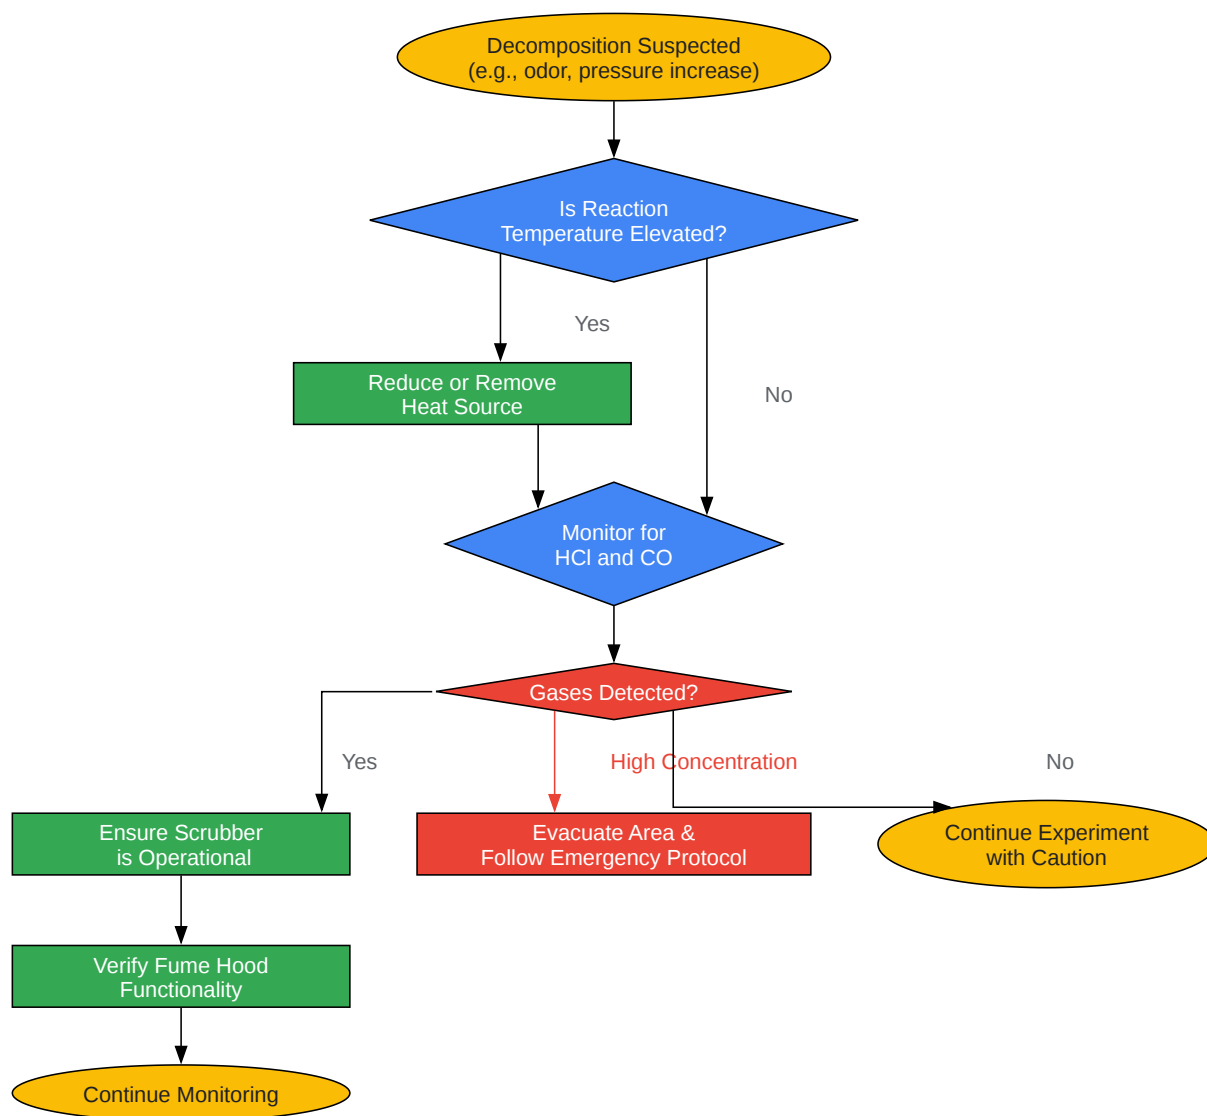 Decomposition Suspected
(e.g., odor, pressure increase)
Is Reaction
Temperature Elevated?
Yes
Reduce or Remove
Heat Source
No
Monitor for
HCl and CO
Gases Detected?
Yes
High Concentration
No
Ensure Scrubber
is Operational
Evacuate Area &
Follow Emergency Protocol
Continue Experiment
with Caution
Verify Fume Hood
Functionality
Continue Monitoring